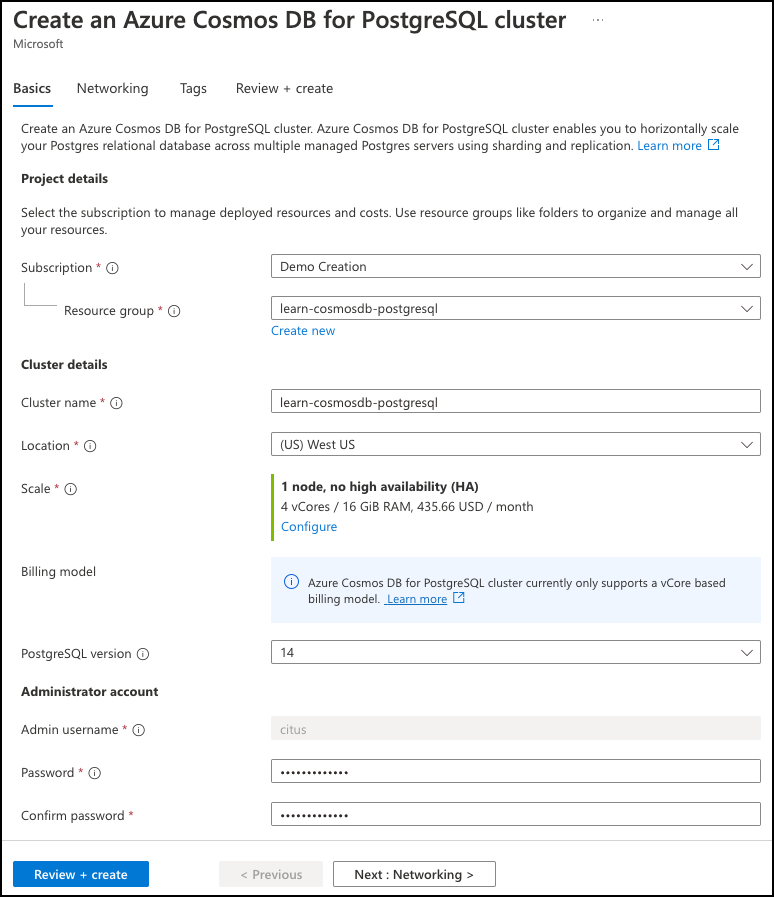 Create an Azure Cosmos DB for PostgreSQL cluster ...
Microsoft
Basics Networking Tags Review + create
Create an Azure Cosmos DB for PostgreSQL cluster. Azure Cosmos DB for PostgreSQL cluster enables you to horizontally scale
your Postgres relational database across multiple managed Postgres servers using sharding and replication. Learn more
Project details
Select the subscription to manage deployed resources and costs. Use resource groups like folders to organize and manage all
your resources.
Subscription * Demo Creation
Resource group * learn-cosmosdb-postgresql
Create new
Cluster details
Cluster name * learn-cosmosdb-postgresql
Location * (US) West US
Scale * 1 node, no high availability (HA)
4 vCores / 16 GiB RAM, 435.66 USD / month
Configure
Billing model Azure Cosmos DB for PostgreSQL cluster currently only supports a vCore based
billing model. Learn more
PostgreSQL version 14
Administrator account
Admin username * citus
Password * •••••••••••••
Confirm password * •••••••••••••
Review + create < Previous Next : Networking >